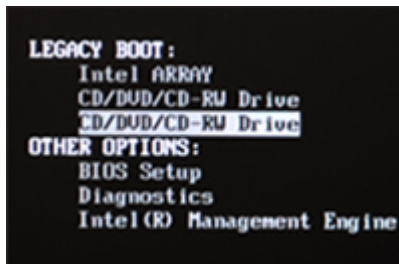 LEGACY BOOT:
Intel ARRAY
CD/DVD/CD-RW Drive
CD/DVD/CD-RW Drive
OTHER OPTIONS:
BIOS Setup
Diagnostics
Intel(R) Management Engine